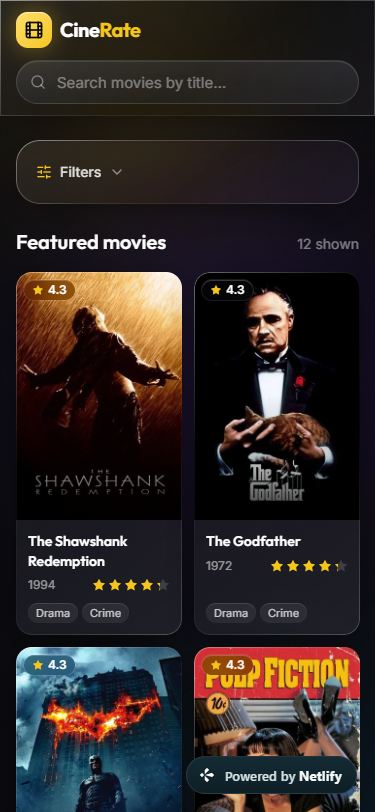 CineRate
Search movies by title...
Filters
Featured movies
12 shown
4.3
4.3
THE
SHAWSHANK
REDEMPTION
The
Godfather
The Shawshank
Redemption
The Godfather
1994
1972
Drama
Crime
Drama
Crime
4.3
4.3
PULP FICTION
10¢
Powered by Netlify